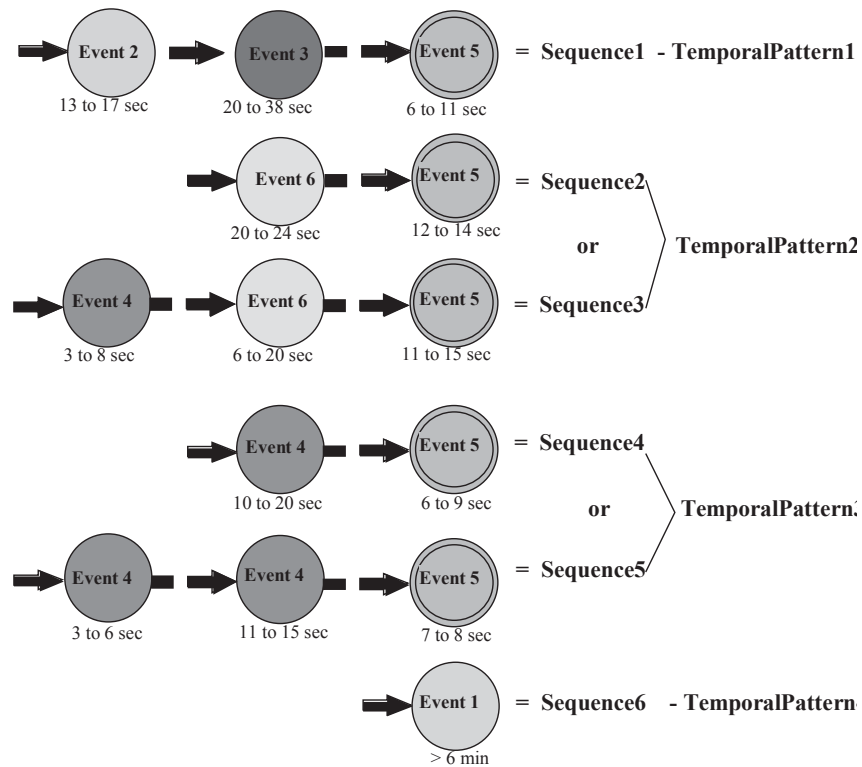 Event 2 Event 3 Event 5 = Sequence1 - TemporalPattern1
13 to 17 sec 20 to 38 sec 6 to 11 sec
Event 6 Event 5 = Sequence2
20 to 24 sec 12 to 14 sec
or TemporalPattern2
Event 4 Event 6 Event 5 = Sequence3
3 to 8 sec 6 to 20 sec 11 to 15 sec
Event 4 Event 5 = Sequence4
10 to 20 sec 6 to 9 sec
or TemporalPattern3
Event 4 Event 4 Event 5 = Sequence5
3 to 6 sec 11 to 15 sec 7 to 8 sec
Event 1 = Sequence6 - TemporalPattern4
> 6 min